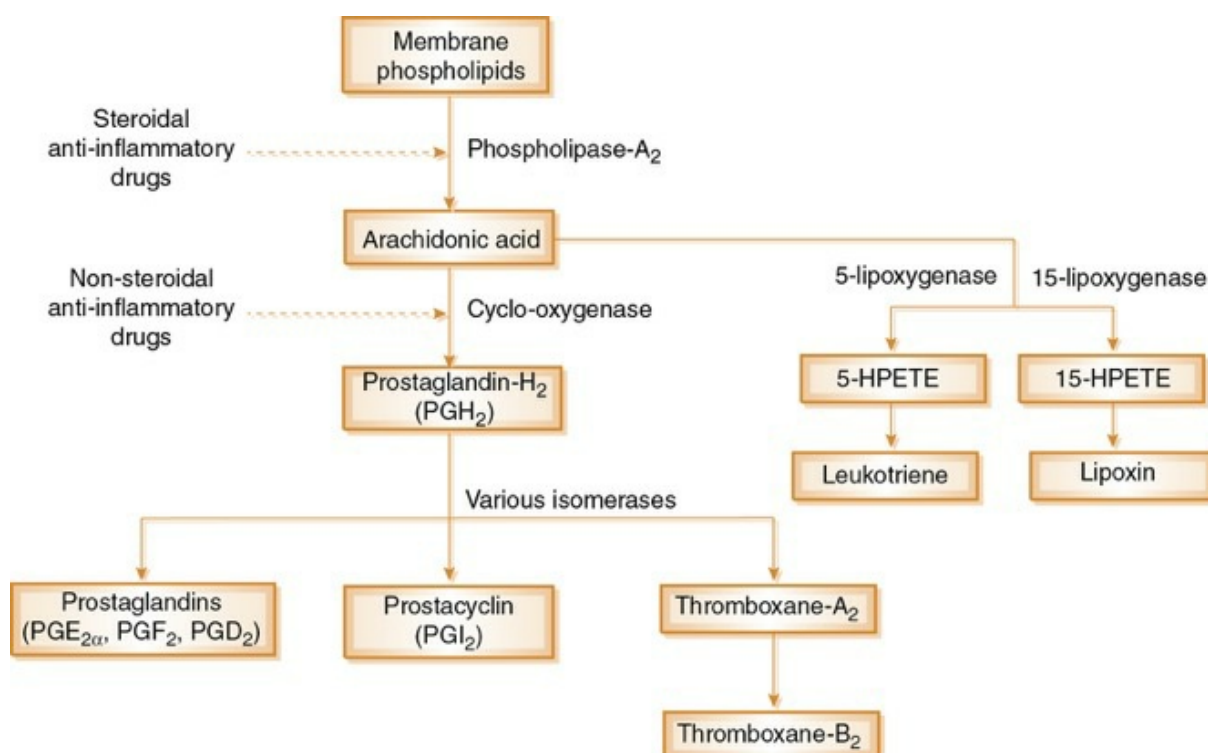 Membrane
phospholipids
Steroidal
anti-inflammatory
drugs
Phospholipase-A₂
Arachidonic acid
Non-steroidal
anti-inflammatory
drugs
Cyclo-oxygenase
5-lipoxygenase
15-lipoxygenase
Prostaglandin-H₂
(PGH₂)
5-HPETE
15-HPETE
Leukotriene
Lipoxin
Various isomerases
Prostaglandins
(PGE₂α, PGF₂, PGD₂)
Prostacyclin
(PGI₂)
Thromboxane-A₂
Thromboxane-B₂